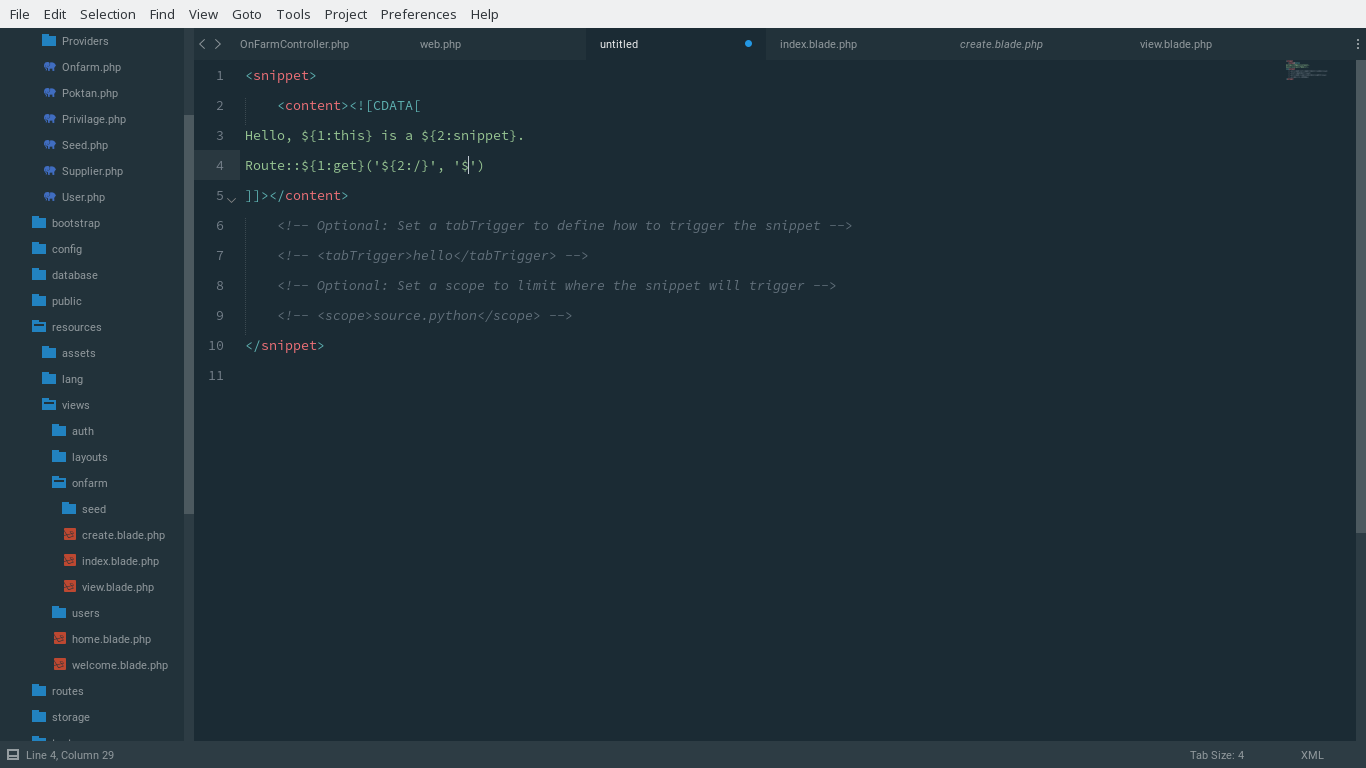 File Edit Selection Find View Goto Tools Project Preferences Help
Providers
Onfarm.php
Poktan.php
Privilage.php
Seed.php
Supplier.php
User.php
bootstrap
config
database
public
resources
assets
lang
views
auth
layouts
onfarm
seed
create.blade.php
index.blade.php
view.blade.php
users
home.blade.php
welcome.blade.php
routes
storage
OnFarmController.php web.php untitled index.blade.php create.blade.php view.blade.php
1 <snippet>
2 <content><![CDATA[
3 Hello, ${1:this} is a ${2:snippet}.
4 Route::${1:get}('${2:/}', '$')
5 ]]></content>
6 <!-- Optional: Set a tabTrigger to define how to trigger the snippet -->
7 <!-- <tabTrigger>hello</tabTrigger> -->
8 <!-- Optional: Set a scope to limit where the snippet will trigger -->
9 <!-- <scope>source.python</scope> -->
10 </snippet>
11
Line 4, Column 29 Tab Size: 4 XML